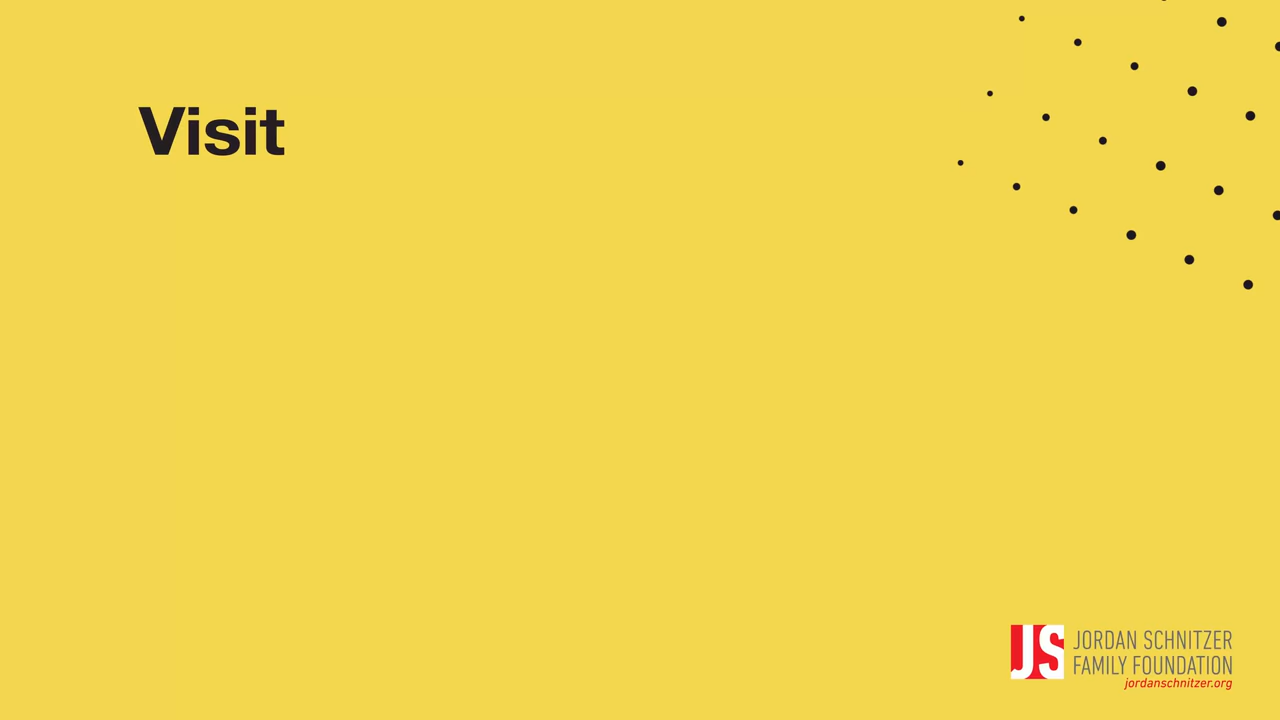 Visit
JS
JORDAN SCHNITZER
FAMILY FOUNDATION
jordanschnitzer.org